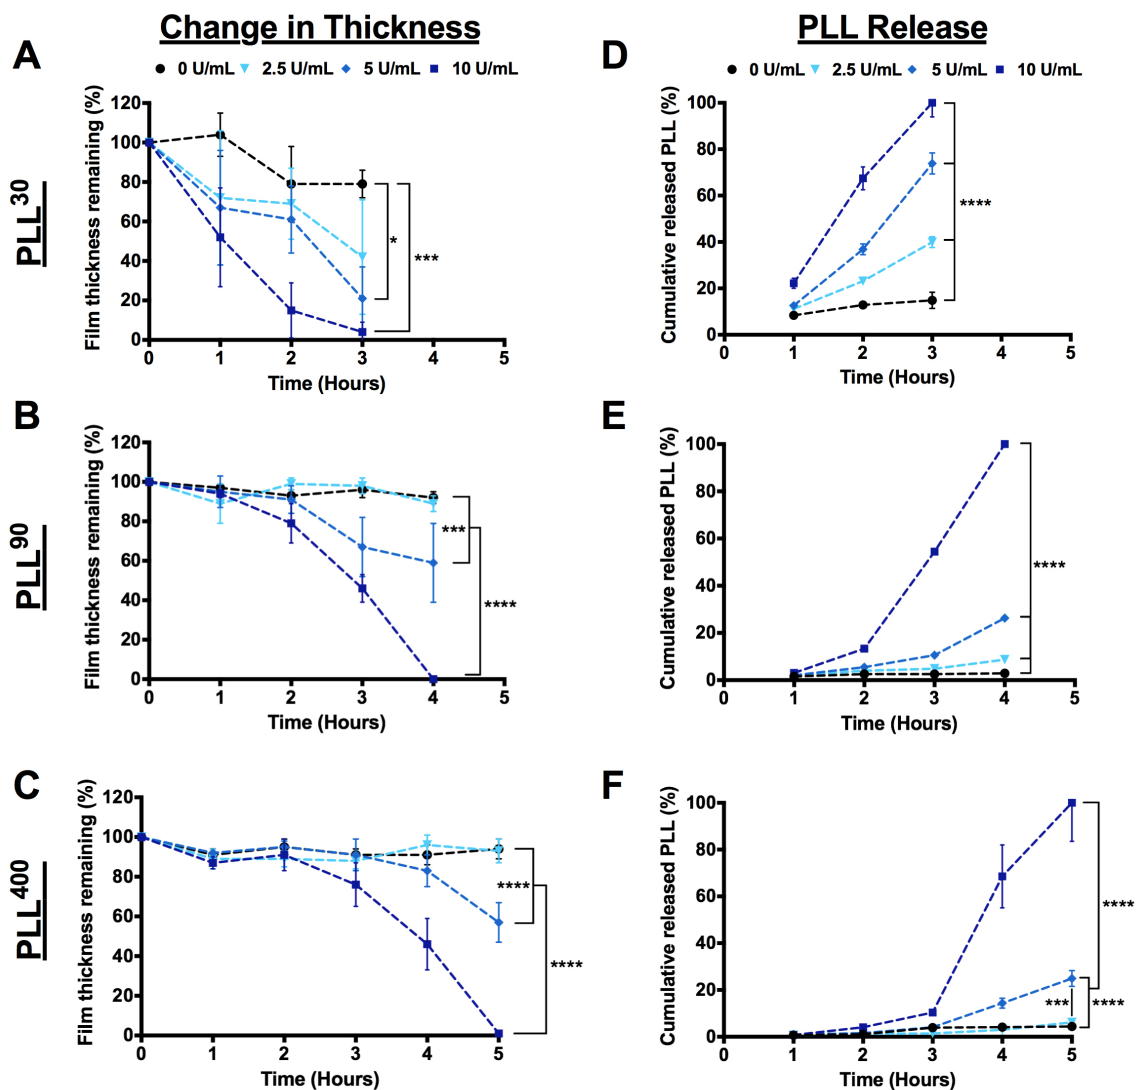 Change in Thickness
PLL Release
A
0 U/mL 2.5 U/mL 5 U/mL 10 U/mL
PLL30
Film thickness remaining (%)
120
100
80
60
40
20
0
0 1 2 3 4 5
Time (Hours)
*
***
D
0 U/mL 2.5 U/mL 5 U/mL 10 U/mL
Cumulative released PLL (%)
100
80
60
40
20
0
0 1 2 3 4 5
Time (Hours)
****
B
PLL90
Film thickness remaining (%)
120
100
80
60
40
20
0
0 1 2 3 4 5
Time (Hours)
***
****
E
Cumulative released PLL (%)
100
80
60
40
20
0
0 1 2 3 4 5
Time (Hours)
****
C
PLL400
Film thickness remaining (%)
120
100
80
60
40
20
0
0 1 2 3 4 5
Time (Hours)
****
****
F
Cumulative released PLL (%)
100
80
60
40
20
0
0 1 2 3 4 5
Time (Hours)
****
*** ****